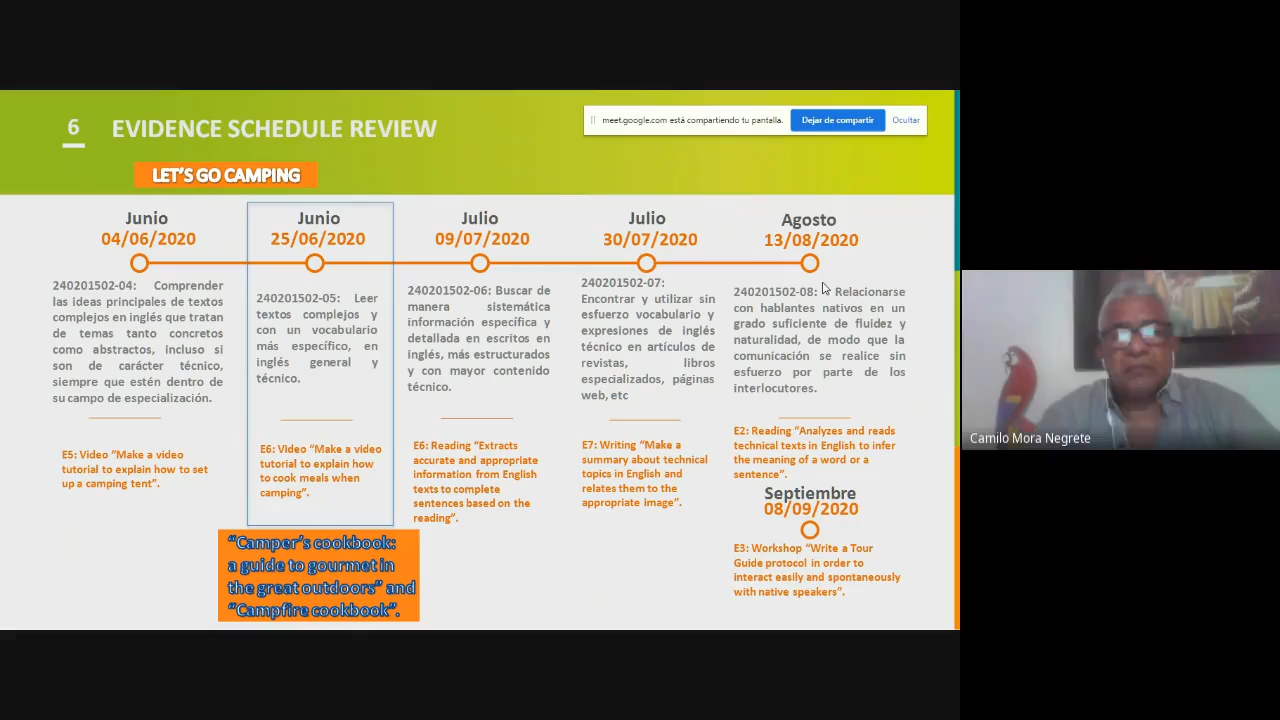 6
EVIDENCE SCHEDULE REVIEW
meet.google.com está compartiendo tu pantalla.
Dejar de compartir
Ocultar
LET'S GO CAMPING
Junio
04/06/2020
240201502-04: Comprender
las ideas principales de textos
complejos en inglés que tratan
de temas tanto concretos
como abstractos, incluso si
son de carácter técnico,
siempre que estén dentro de
su campo de especialización.
E5: Video “Make a video
tutorial to explain how to set
up a camping tent”.
Junio
25/06/2020
240201502-05: Leer
textos complejos y
con un vocabulario
más específico, en
inglés general y
técnico.
E6: Video “Make a video
tutorial to explain how
to cook meals when
camping”.
“Camper’s cookbook:
a guide to gourmet in
the great outdoors” and
“Campfire cookbook”.
Julio
09/07/2020
240201502-06: Buscar de
manera sistemática
información específica y
detallada en escritos en
inglés, más estructurados
y con mayor contenido
técnico.
E6: Reading “Extracts
accurate and appropriate
information from English
texts to complete
sentences based on the
reading”.
Julio
30/07/2020
240201502-07:
Encontrar y utilizar sin
esfuerzo vocabulario y
expresiones de inglés
técnico en artículos de
revistas, libros
especializados, páginas
web, etc
E7: Writing “Make a
summary about technical
topics in English and
relates them to the
appropriate image”.
Agosto
13/08/2020
240201502-08: Relacionarse
con hablantes nativos en un
grado suficiente de fluidez y
naturalidad, de modo que la
comunicación se realice sin
esfuerzo por parte de los
interlocutores.
E2: Reading “Analyzes and reads
technical texts in English to infer
the meaning of a word or a
sentence”.
Septiembre
08/09/2020
E3: Workshop “Write a Tour
Guide protocol in order to
interact easily and spontaneously
with native speakers”.
Camilo Mora Negrete